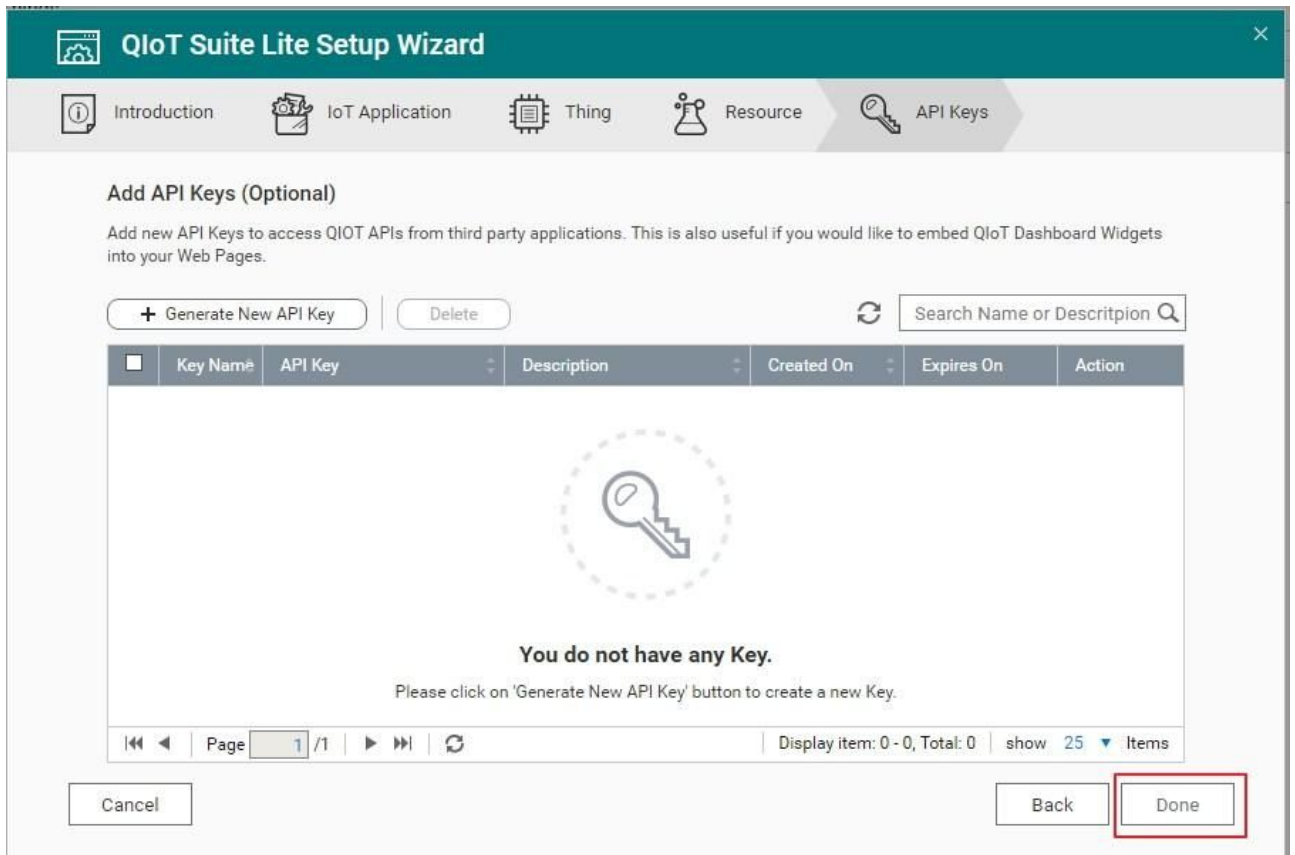 QIoT Suite Lite Setup Wizard
Introduction
IoT Application
Thing
Resource
API Keys
Add API Keys (Optional)
Add new API Keys to access QIOT APIs from third party applications. This is also useful if you would like to embed QIoT Dashboard Widgets
into your Web Pages.
+ Generate New API Key
Delete
Search Name or Descritpion
Key Name
API Key
Description
Created On
Expires On
Action
You do not have any Key.
Please click on 'Generate New API Key' button to create a new Key.
Page 1 /1
Display item: 0 - 0, Total: 0
show 25 Items
Cancel
Back
Done